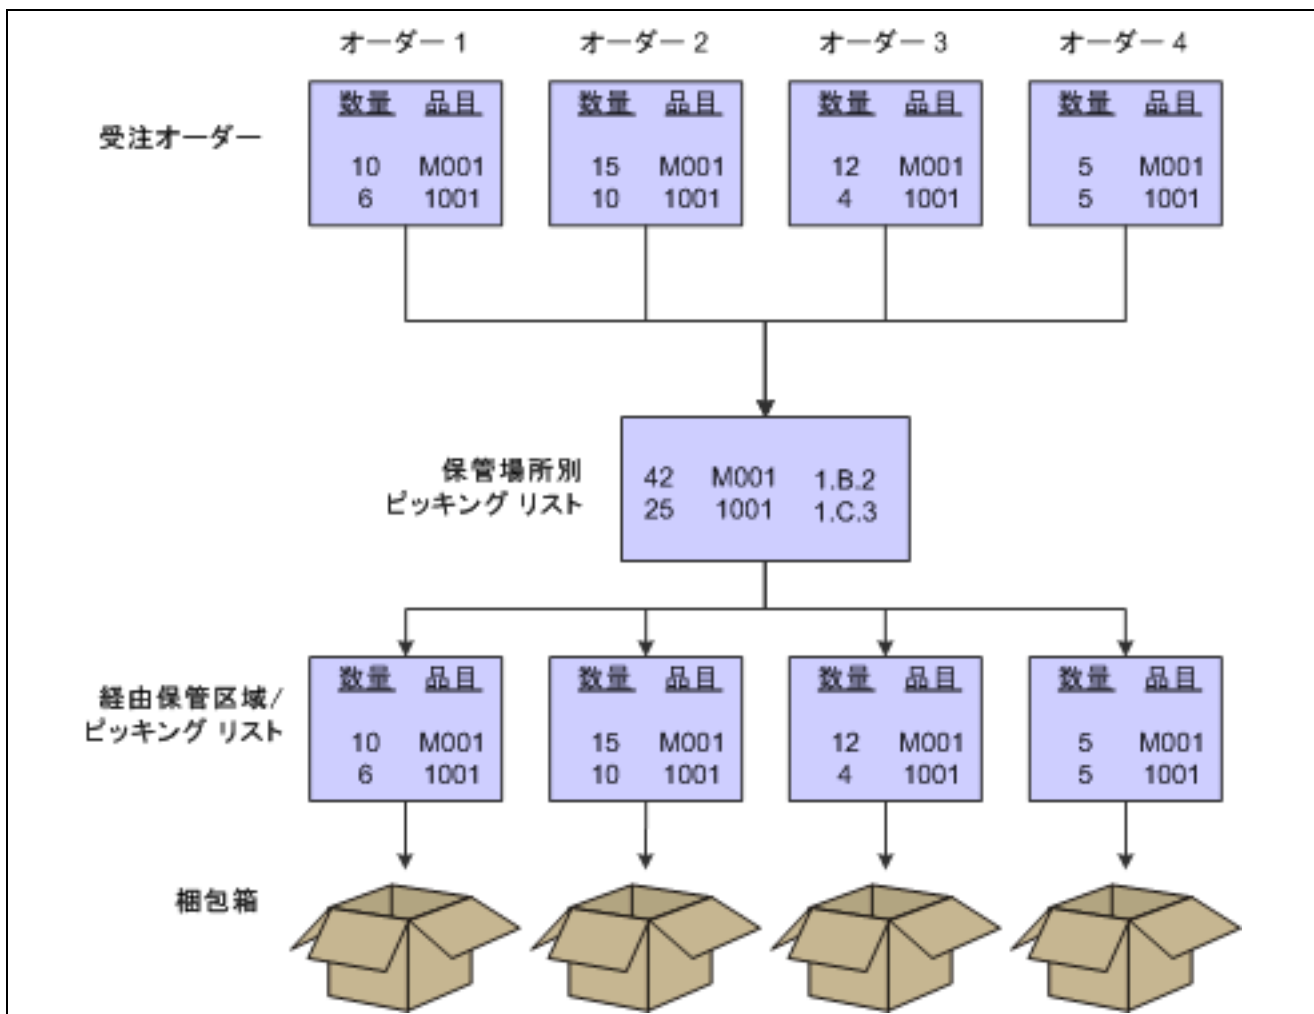 オーダー 1 オーダー 2 オーダー 3 オーダー 4
受注オーダー
数量 品目
10 M001
6 1001
数量 品目
15 M001
10 1001
数量 品目
12 M001
4 1001
数量 品目
5 M001
5 1001
保管場所別
ピッキング リスト
42 M001 1.B.2
25 1001 1.C.3
経由保管区域/
ピッキング リスト
数量 品目
10 M001
6 1001
数量 品目
15 M001
10 1001
数量 品目
12 M001
4 1001
数量 品目
5 M001
5 1001
梱包箱